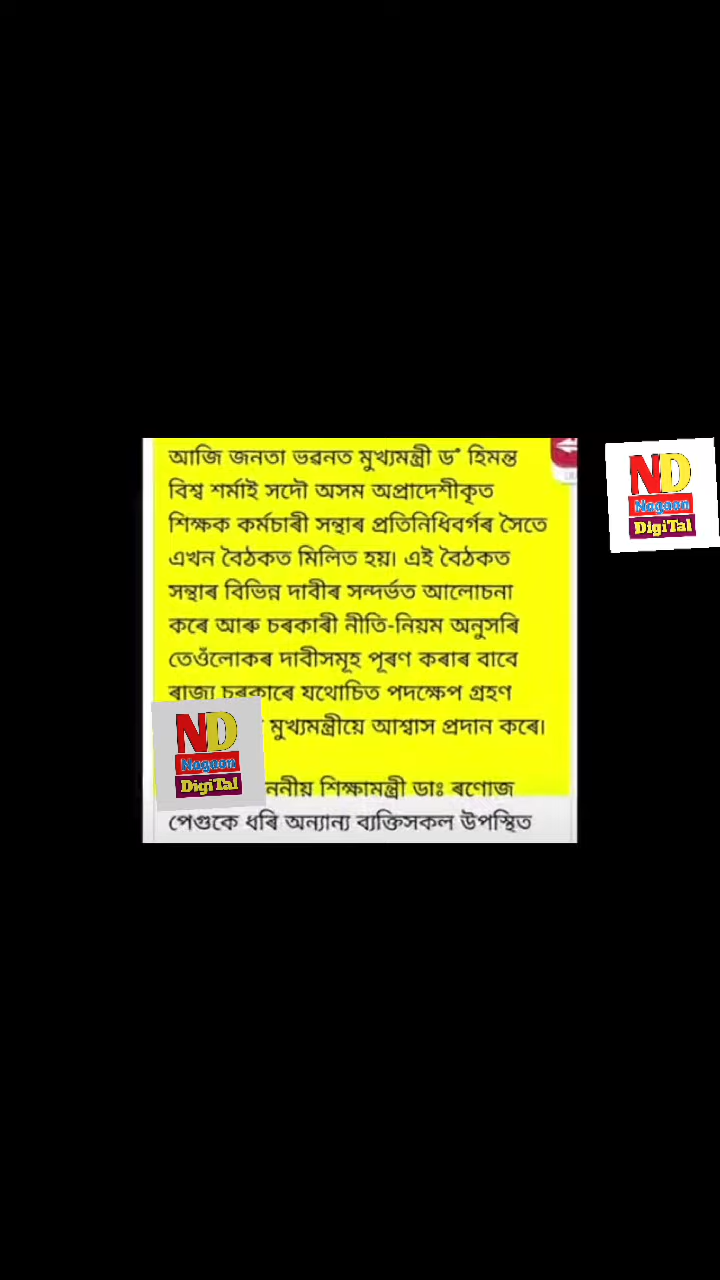 আজি জনতা ভৱনত মুখ্যমন্ত্ৰী ড° হিমন্ত
বিশ্ব শৰ্মাই সদৌ অসম অপ্ৰাদেশীকৃত
শিক্ষক কৰ্মচাৰী সন্থাৰ প্ৰতিনিধিবৰ্গৰ সৈতে
এখন বৈঠকত মিলিত হয়। এই বৈঠকত
সন্থাৰ বিভিন্ন দাবীৰ সন্দৰ্ভত আলোচনা
কৰে আৰু চৰকাৰী নীতি-নিয়ম অনুসৰি
তেওঁলোকৰ দাবীসমূহ পূৰণ কৰাৰ বাবে
ৰাজ্য চৰকাৰে যথোচিত পদক্ষেপ গ্ৰহণ
মুখ্যমন্ত্ৰীয়ে আশ্বাস প্ৰদান কৰে।
শিক্ষামন্ত্ৰী ডাঃ ৰণোজ
পেগুকে ধৰি অন্যান্য ব্যক্তিসকল উপস্থিত
ND
Nagaon
DigiTal
ND
Nagaon
DigiTal